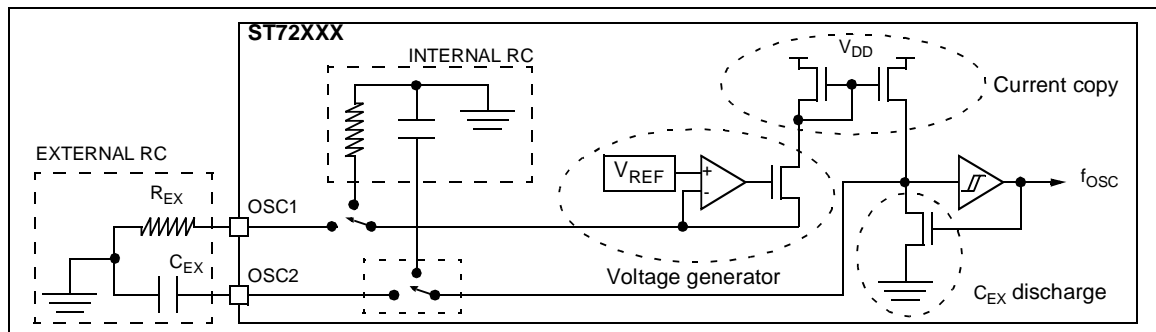 ST72XXX
INTERNAL RC
VDD
Current copy
EXTERNAL RC
VREF
+
-
fOSC
REX
OSC1
CEX
OSC2
Voltage generator
CEX discharge